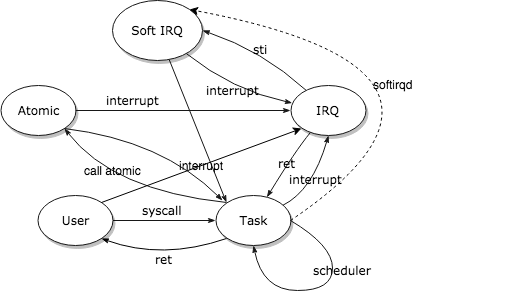 Soft IRQ
sti
softirqd
interrupt
interrupt
Atomic
IRQ
call atomic
interrupt
ret
interrupt
User
syscall
Task
ret
scheduler